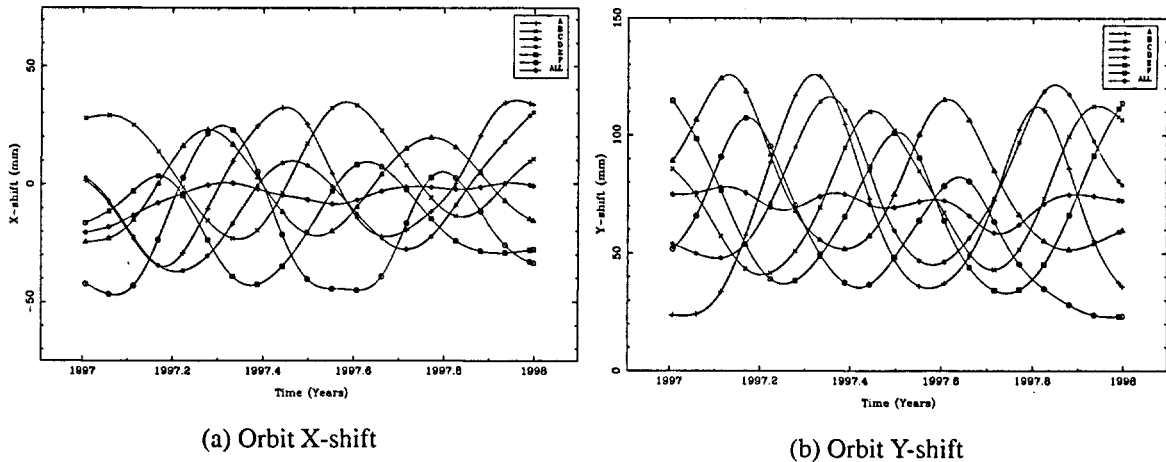 50
0
-50
X-shift (mm)
1997
1997.2
1997.4
1997.6
1997.8
1998
Time (Years)
A
B
C
D
E
F
ALL
(a) Orbit X-shift
150
100
50
0
Y-shift (mm)
1997
1997.2
1997.4
1997.6
1997.8
1998
Time (Years)
A
B
C
D
E
F
ALL
(b) Orbit Y-shift